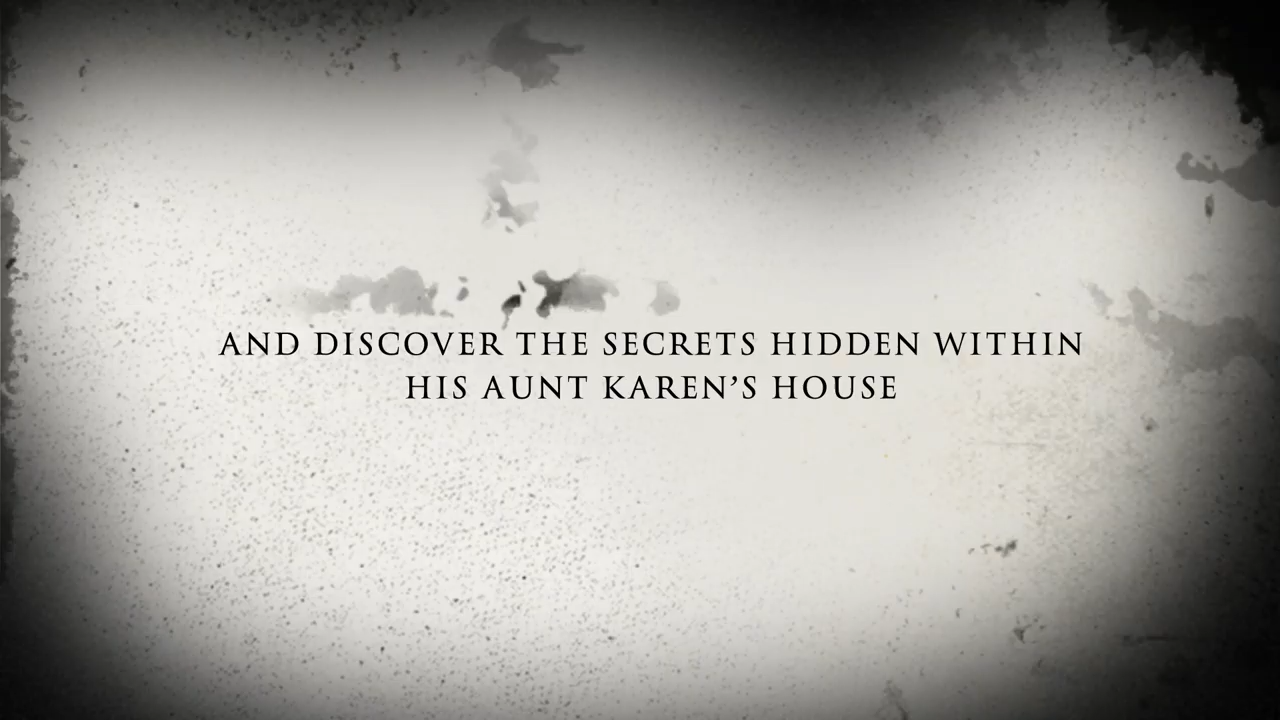 AND DISCOVER THE SECRETS HIDDEN WITHIN
HIS AUNT KAREN’S HOUSE